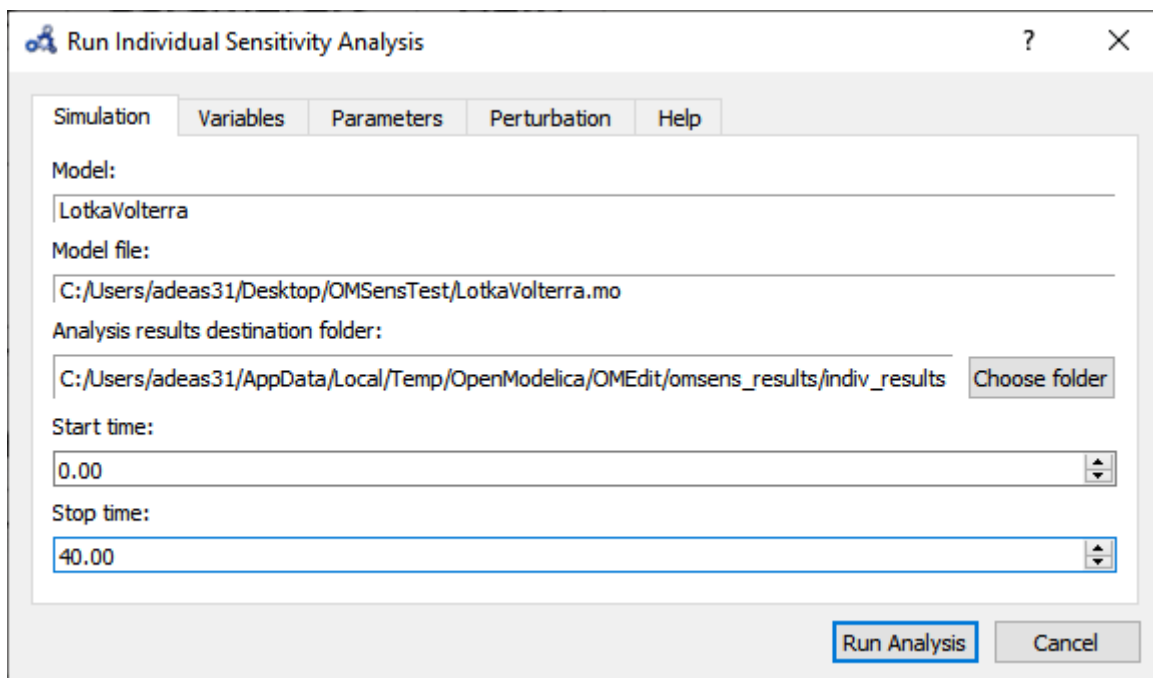 Run Individual Sensitivity Analysis ?
Simulation Variables Parameters Perturbation Help
Model:
LotkaVolterra
Model file:
C:/Users/adeas31/Desktop/OMSensTest/LotkaVolterra.mo
Analysis results destination folder:
C:/Users/adeas31/AppData/Local/Temp/OpenModelica/OMEdit/omsens_results/indiv_results Choose folder
Start time:
0.00
Stop time:
40.00
Run Analysis Cancel